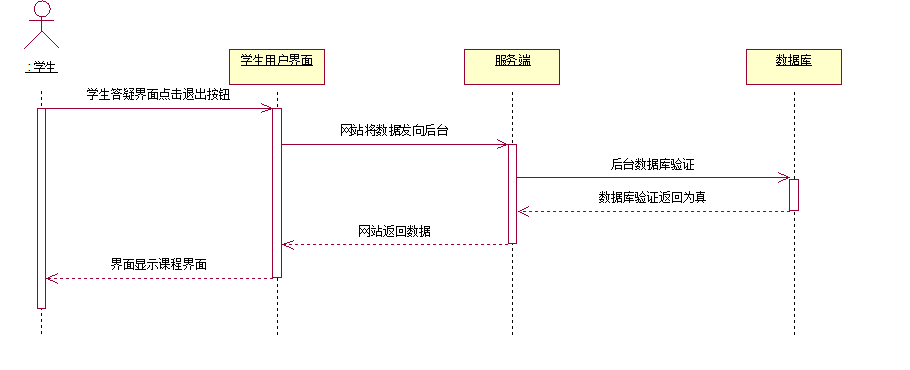 :学生
学生用户界面
服务端
数据库
学生答疑界面点击退出按钮
网站将数据发向后台
后台数据库验证
数据库验证返回为真
网站返回数据
界面显示课程界面